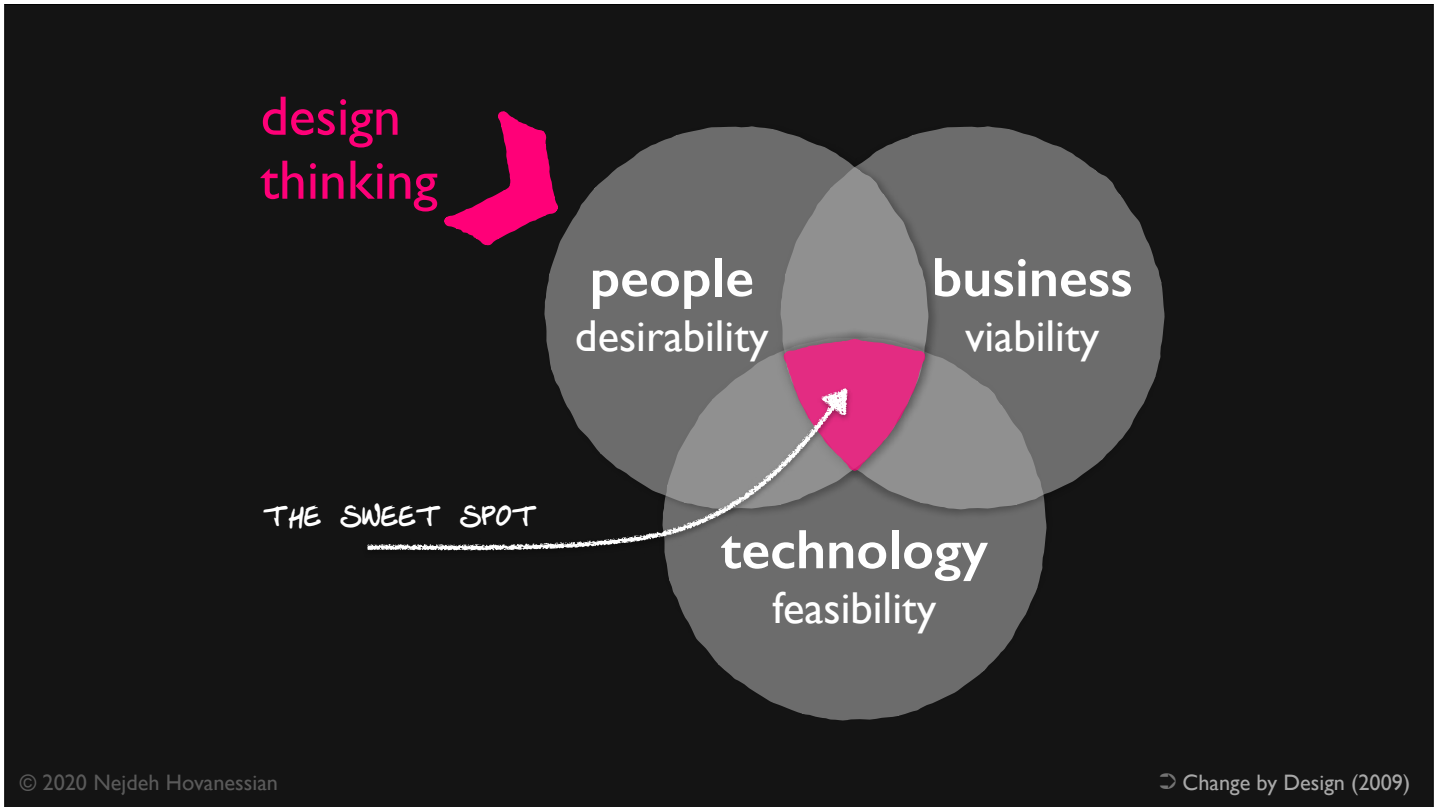 design
thinking
people
desirability
business
viability
THE SWEET SPOT
technology
feasibility
© 2020 Nejdeh Hovanessian
➲ Change by Design (2009)